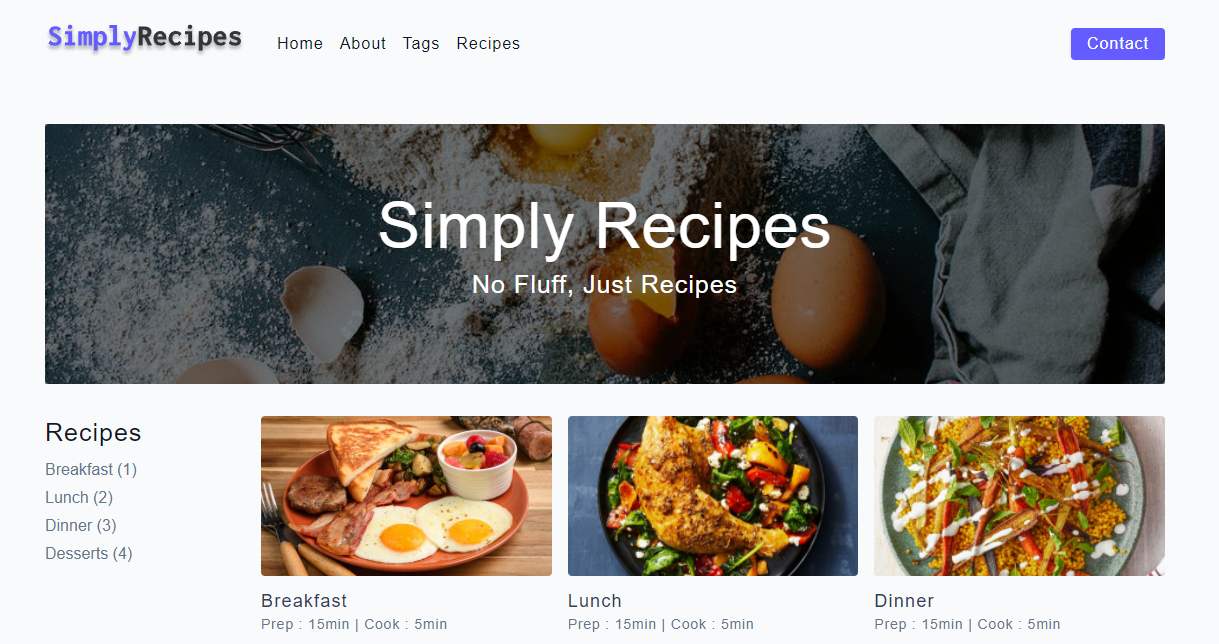 SimplyRecipes
Home About Tags Recipes
Contact
Simply Recipes
No Fluff, Just Recipes
Recipes
Breakfast (1)
Lunch (2)
Dinner (3)
Desserts (4)
Breakfast
Prep : 15min | Cook : 5min
Lunch
Prep : 15min | Cook : 5min
Dinner
Prep : 15min | Cook : 5min